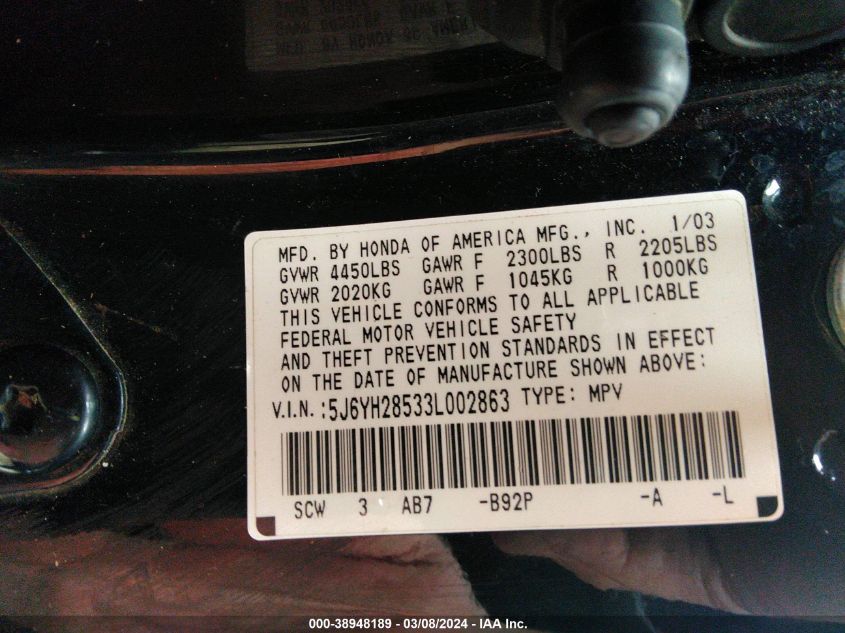 MFD. BY HONDA OF AMERICA MFG., INC. 1/03
GVWR 4450LBS GAWR F 2300LBS R 2205LBS
GVWR 2020KG GAWR F 1045KG R 1000KG
THIS VEHICLE CONFORMS TO ALL APPLICABLE
FEDERAL MOTOR VEHICLE SAFETY
AND THEFT PREVENTION STANDARDS IN EFFECT
ON THE DATE OF MANUFACTURE SHOWN ABOVE:
V.I.N.:5J6YH28533L002863 TYPE: MPV
SCW 3 AB7 -B92P -A -L
000-38948189 - 03/08/2024 - IAA Inc.